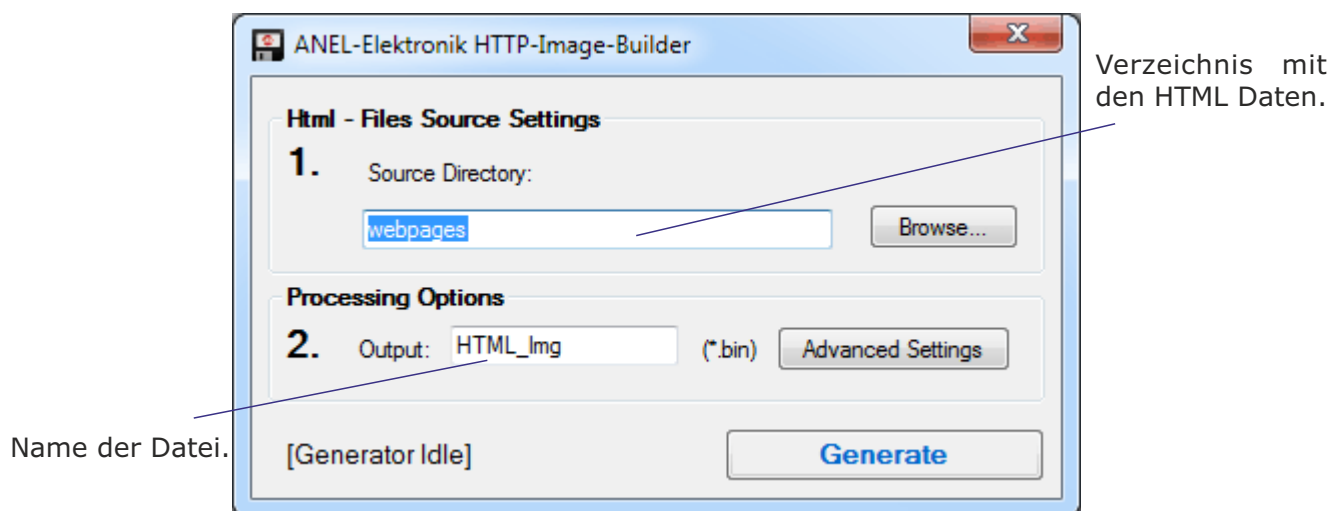 ANEL-Elektronik HTTP-Image-Builder
Verzeichnis mit
den HTML Daten.
Html - Files Source Settings
1.
Source Directory:
webpages
Browse...
Processing Options
2. Output: HTML_Img (*.bin) Advanced Settings
Name der Datei.
[Generator Idle]
Generate